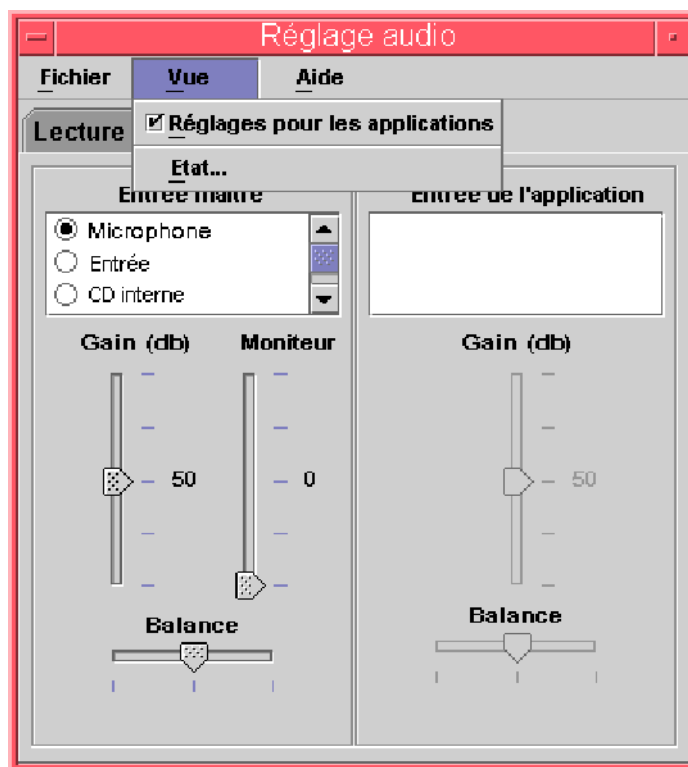 Réglage audio
Fichier Vue Aide
Lecture
Réglages pour les applications
Etat...
Entrée maître Entrée de l'application
Microphone
Entrée
CD interne
Gain (db) Moniteur Gain (db)
50 0 50
Balance Balance